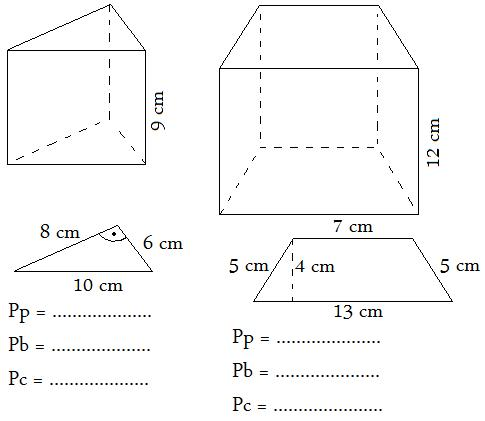 9 cm
12 cm
8 cm
6 cm
10 cm
Pp = ....................
Pb = ....................
Pc = ....................
7 cm
5 cm
4 cm
5 cm
13 cm
Pp = .....................
Pb = .....................
Pc = ......................